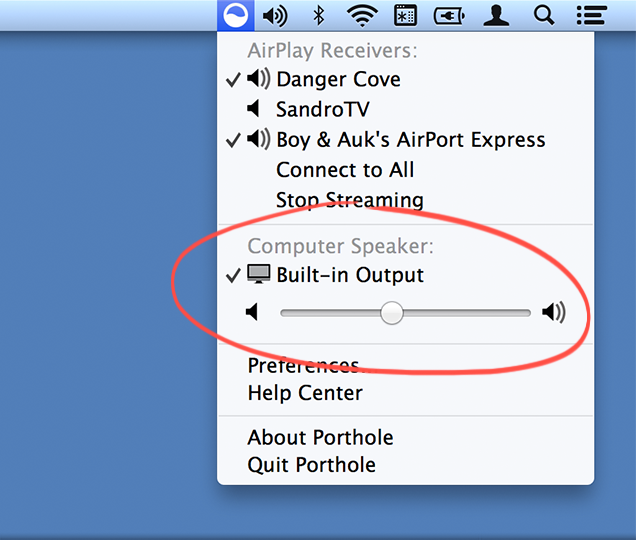 AirPlay Receivers:
Danger Cove
SandroTV
Boy & Auk's AirPort Express
Connect to All
Stop Streaming
Computer Speaker:
Built-in Output
Preferences...
Help Center
About Porthole
Quit Porthole